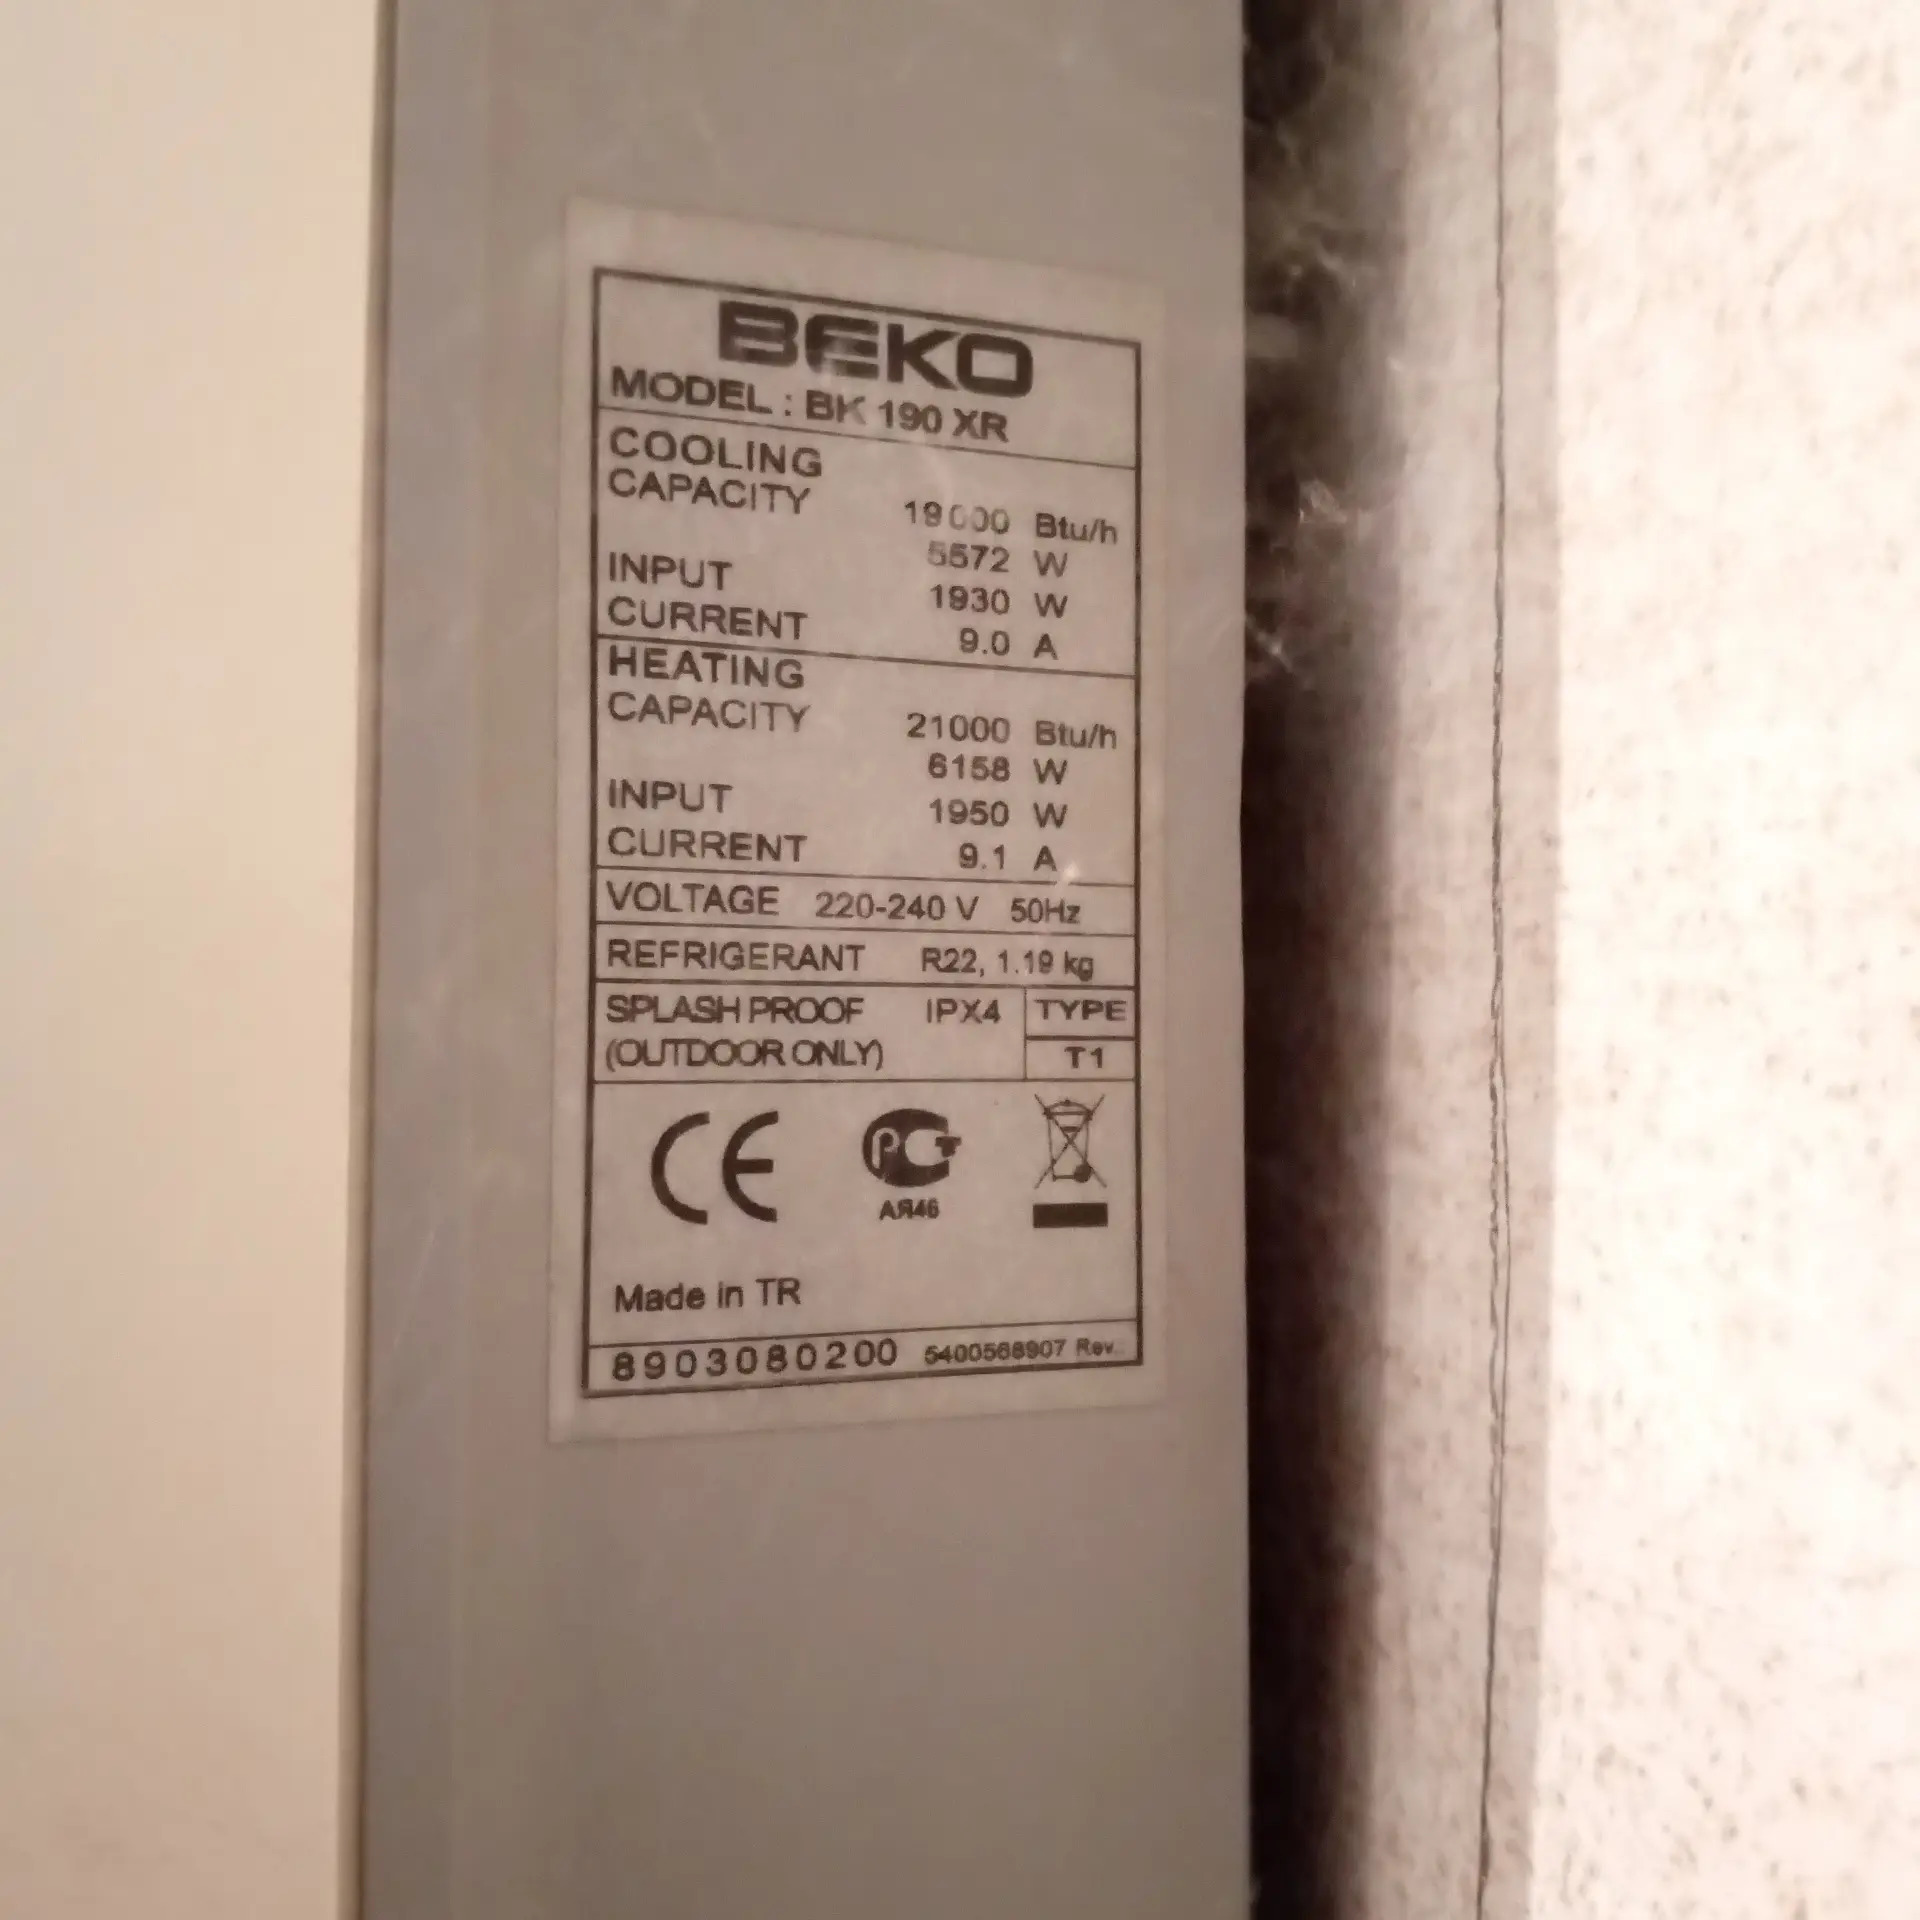 BEKO
MODEL : BK 190 XR
COOLING
CAPACITY 19000 Btu/h
5572 W
INPUT 1930 W
CURRENT 9.0 A
HEATING
CAPACITY 21000 Btu/h
6158 W
INPUT 1950 W
CURRENT 9.1 A
VOLTAGE 220-240 V 50Hz
REFRIGERANT R22, 1.19 kg
SPLASH PROOF IPX4 TYPE
(OUTDOOR ONLY) T1
CE PCT
АЯ46
Made in TR
8903080200 5400568907 Rev..